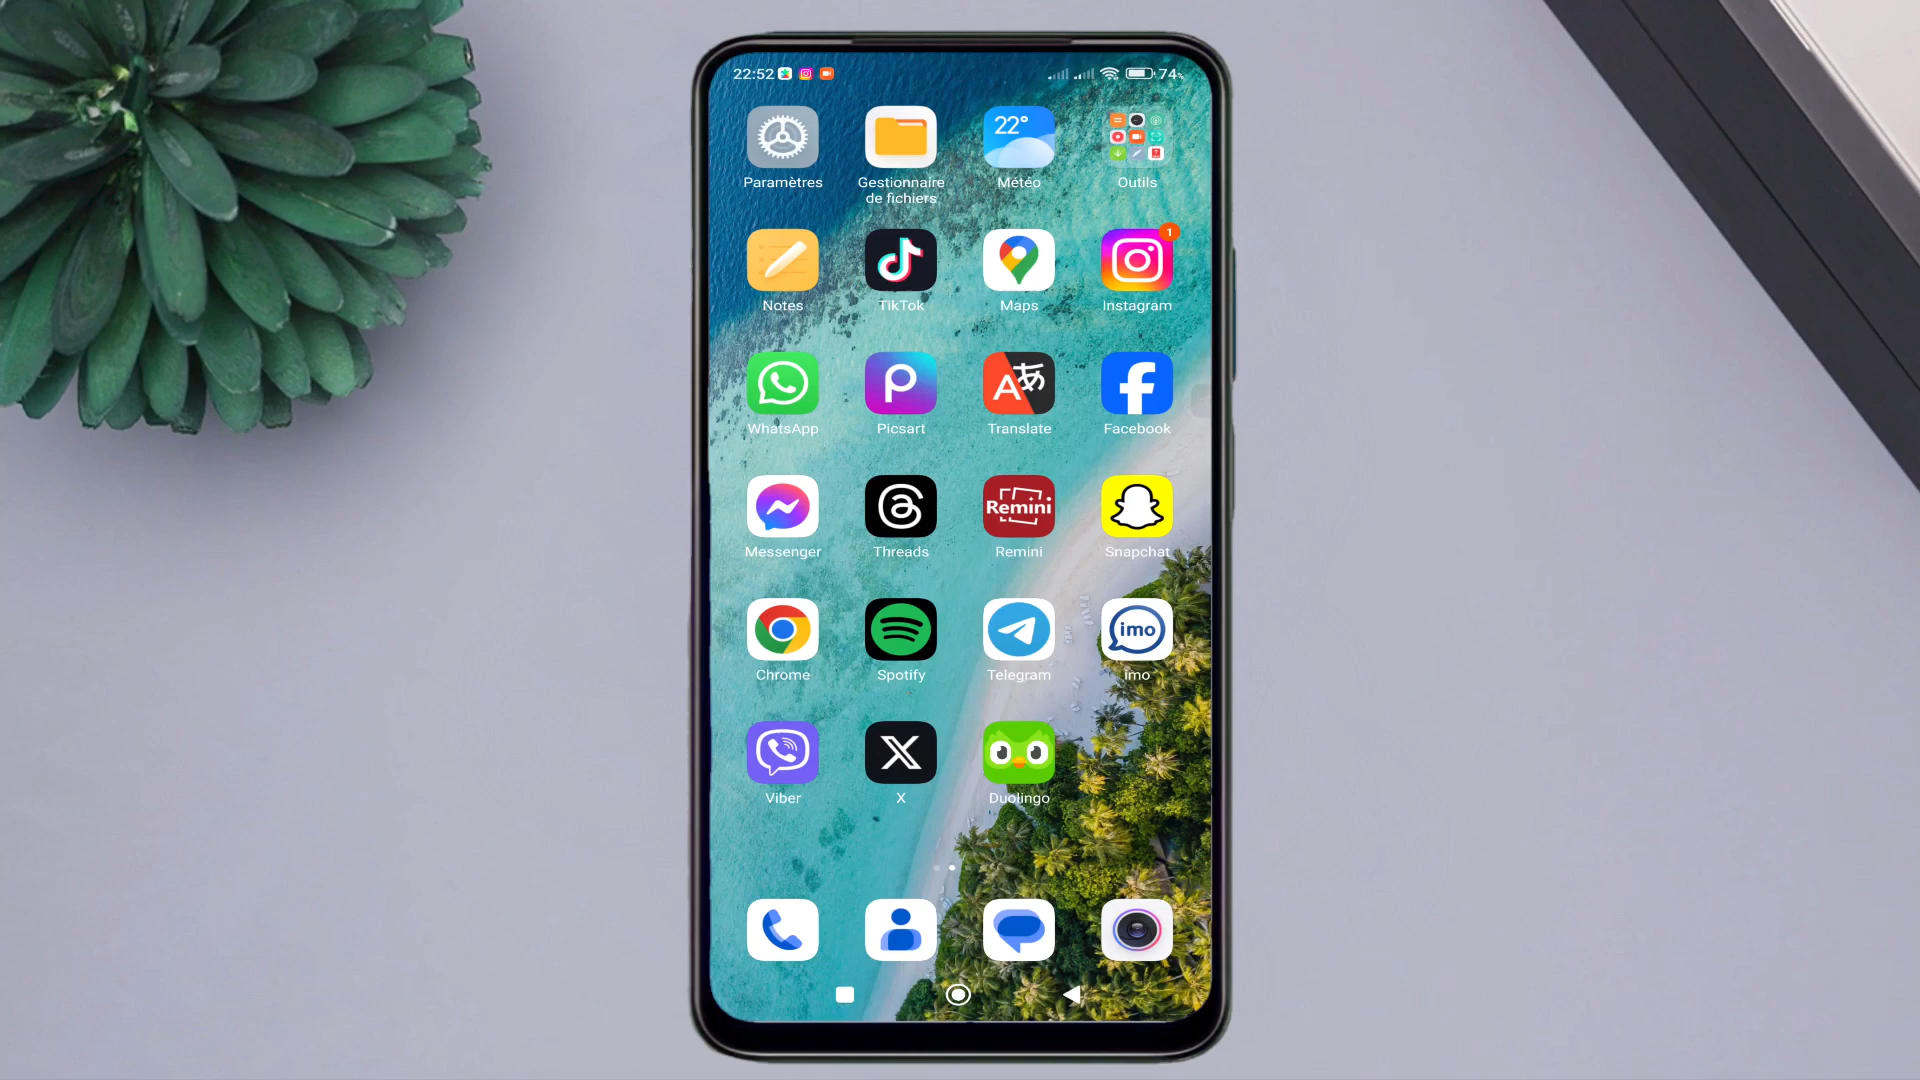 22:52 74%
Paramètres
Gestionnaire
de fichiers
22°
Météo
Outils
Notes
TikTok
Maps
1
Instagram
WhatsApp
Picsart
A あ
Translate
Facebook
Messenger
Threads
Remini
Remini
Snapchat
Chrome
Spotify
Telegram
imo
imo
Viber
X
Duolingo